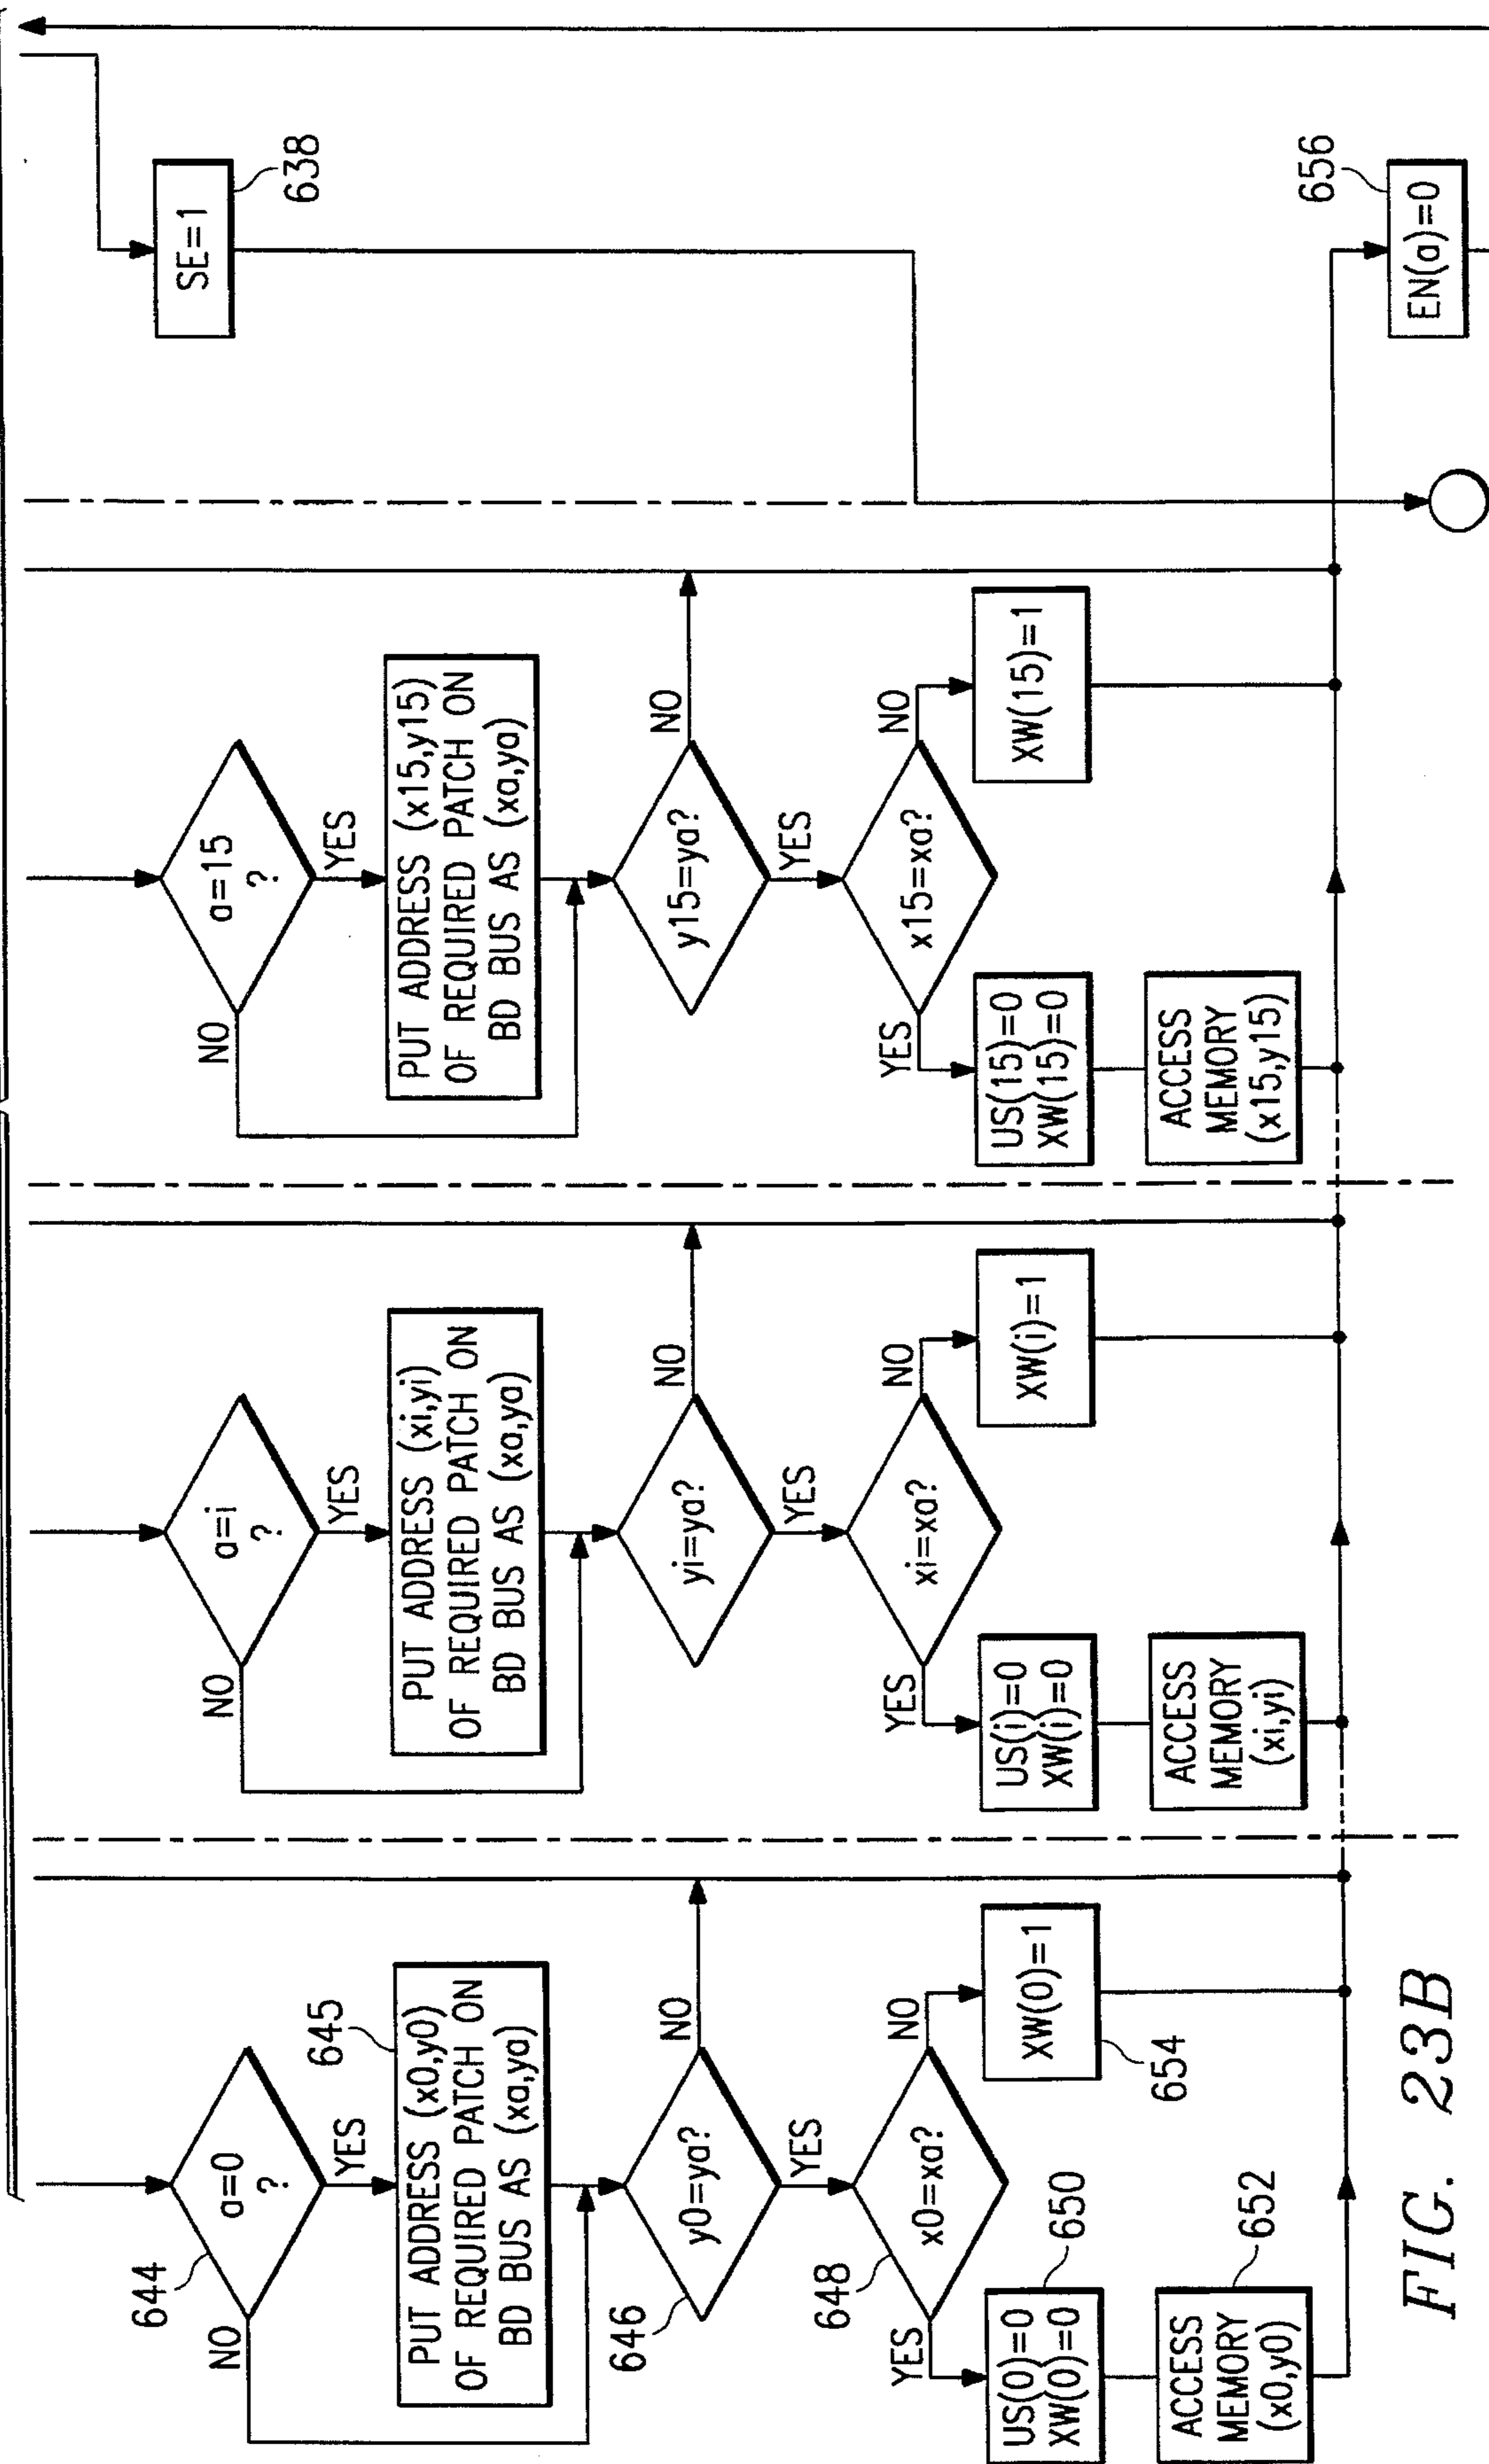 644
a=0
?
NO
YES
645
PUT ADDRESS (x0,y0)
OF REQUIRED PATCH ON
BD BUS AS (xa,ya)
646
y0=ya?
NO
YES
648
x0=xa?
YES
NO
US(0)=0
XW(0)=0
650
XW(0)=1
654
ACCESS
MEMORY
(x0,y0)
652
a=i
?
NO
YES
PUT ADDRESS (xi,yi)
OF REQUIRED PATCH ON
BD BUS AS (xa,ya)
yi=ya?
NO
YES
xi=xa?
YES
NO
US(i)=0
XW(i)=0
XW(i)=1
ACCESS
MEMORY
(xi,yi)
a=15
?
NO
YES
PUT ADDRESS (x15,y15)
OF REQUIRED PATCH ON
BD BUS AS (xa,ya)
y15=ya?
NO
YES
x15=xa?
YES
NO
US(15)=0
XW(15)=0
XW(15)=1
ACCESS
MEMORY
(x15,y15)
SE=1
638
656
EN(a)=0
FIG. 23B